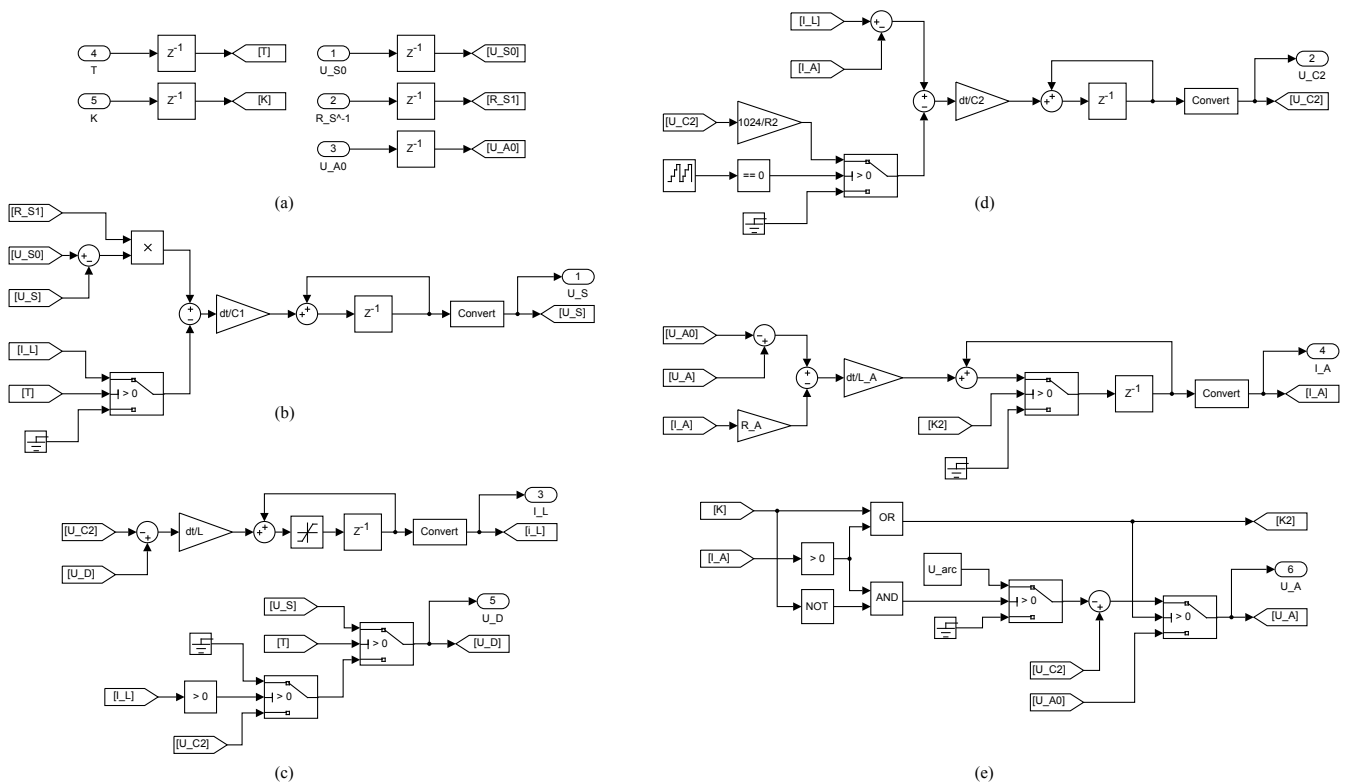 4
T
Z-1
[T]
5
K
Z-1
[K]
1
U_S0
Z-1
[U_S0]
2
R_S^-1
Z-1
[R_S1]
3
U_A0
Z-1
[U_A0]
(a)
[R_S1]
[U_S0]
+
−
×
[U_S]
+
−
dt/C1
+
+
Z-1
Convert
1
U_S
[U_S]
[I_L]
[T]
> 0
(b)
[U_C2]
−
+
dt/L
+
+
Z-1
Convert
3
I_L
[i_L]
[U_D]
[U_S]
[T]
> 0
5
U_D
[U_D]
[I_L]
> 0
> 0
[U_C2]
(c)
[I_L]
+
−
[I_A]
+
−
dt/C2
+
+
Z-1
Convert
2
U_C2
[U_C2]
[U_C2]
1024/R2
== 0
> 0
(d)
[U_A0]
−
+
[U_A]
+
−
dt/L_A
+
+
> 0
Z-1
Convert
4
I_A
[I_A]
[I_A]
R_A
[K2]
[K]
OR
[K2]
[I_A]
> 0
NOT
AND
U_arc
> 0
−
+
> 0
6
U_A
[U_A]
[U_C2]
[U_A0]
(e)